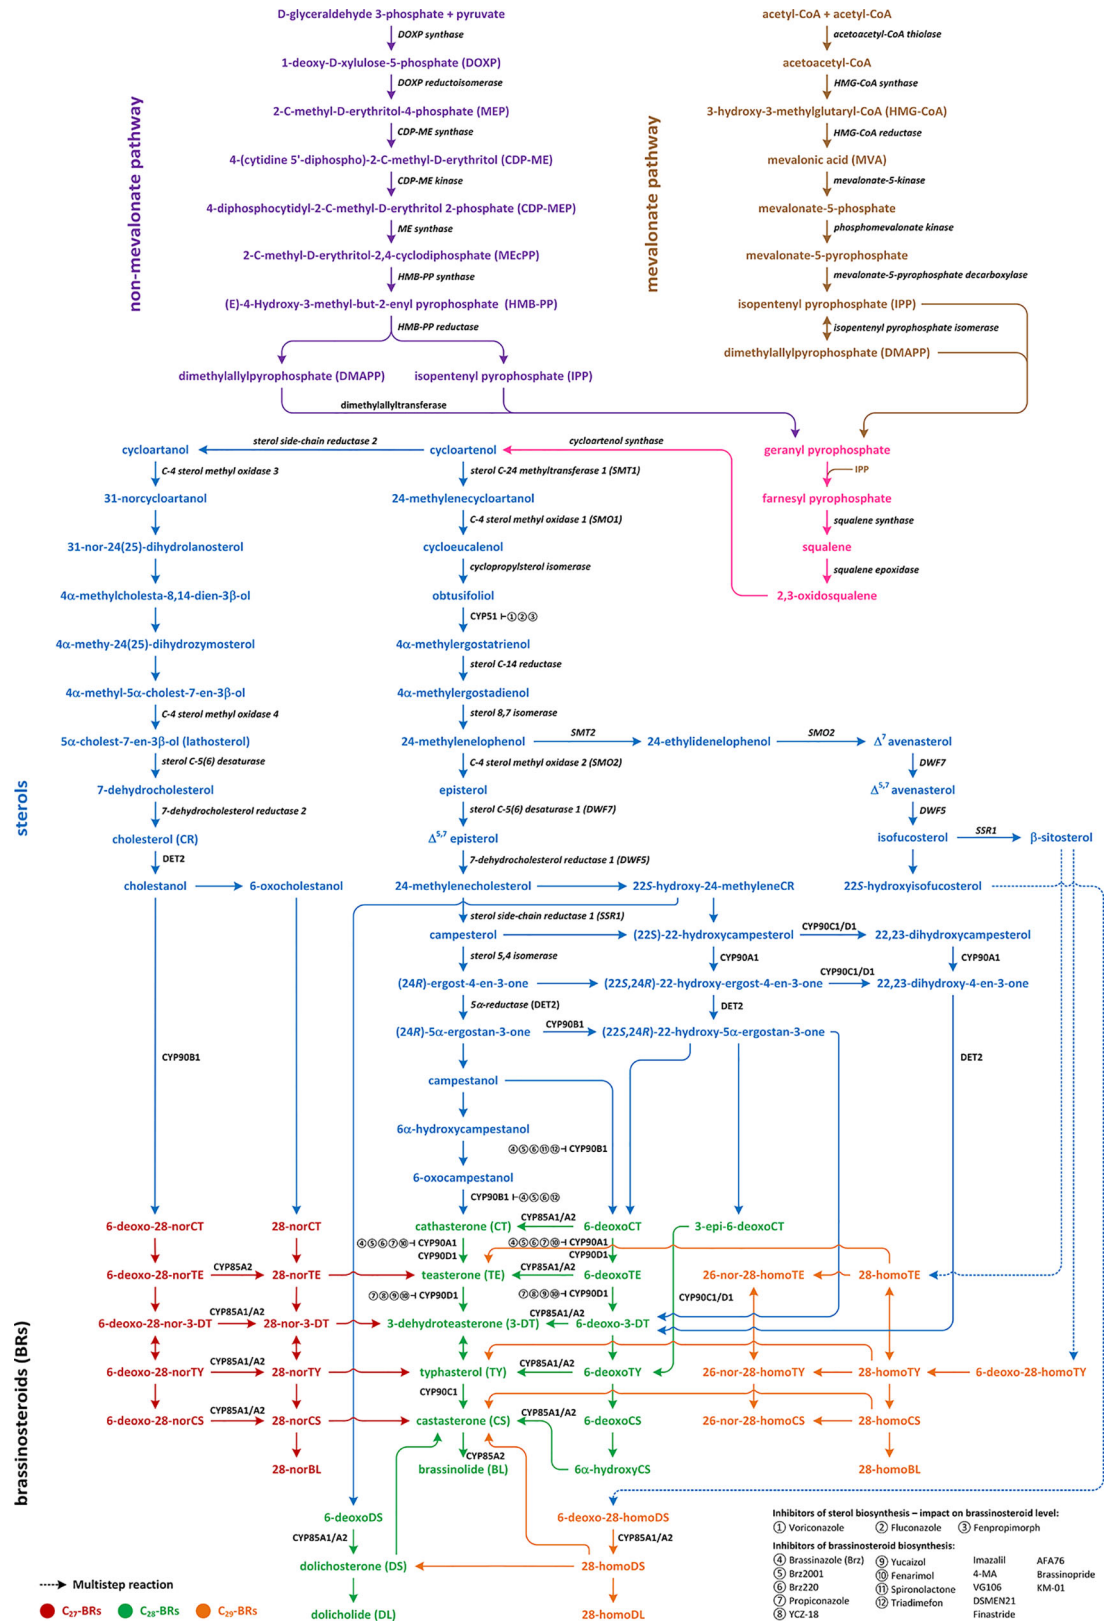 D-glyceraldehyde 3-phosphate + pyruvate
DOXP synthase
1-deoxy-D-xylulose-5-phosphate (DOXP)
DOXP reductoisomerase
2-C-methyl-D-erythritol-4-phosphate (MEP)
CDP-ME synthase
4-(cytidine 5'-diphospho)-2-C-methyl-D-erythritol (CDP-ME)
CDP-ME kinase
4-diphosphocytidyl-2-C-methyl-D-erythritol 2-phosphate (CDP-MEP)
ME synthase
2-C-methyl-D-erythritol-2,4-cyclodiphosphate (MEcPP)
HMB-PP synthase
(E)-4-Hydroxy-3-methyl-but-2-enyl pyrophosphate (HMB-PP)
HMB-PP reductase
dimethylallylpyrophosphate (DMAPP)
isopentenyl pyrophosphate (IPP)
dimethylallyltransferase
non-mevalonate pathway
acetyl-CoA + acetyl-CoA
acetoacetyl-CoA thiolase
acetoacetyl-CoA
HMG-CoA synthase
3-hydroxy-3-methylglutaryl-CoA (HMG-CoA)
HMG-CoA reductase
mevalonic acid (MVA)
mevalonate-5-kinase
mevalonate-5-phosphate
phosphomevalonate kinase
mevalonate-5-pyrophosphate
mevalonate-5-pyrophosphate decarboxylase
isopentenyl pyrophosphate (IPP)
isopentenyl pyrophosphate isomerase
dimethylallylpyrophosphate (DMAPP)
mevalonate pathway
geranyl pyrophosphate
IPP
farnesyl pyrophosphate
squalene synthase
squalene
squalene epoxidase
2,3-oxidosqualene
cycloartenol synthase
sterol side-chain reductase 2
sterols
cycloartanol
C-4 sterol methyl oxidase 3
31-norcycloartanol
31-nor-24(25)-dihydrolanosterol
4α-methylcholesta-8,14-dien-3β-ol
4α-methy-24(25)-dihydrozymosterol
4α-methyl-5α-cholest-7-en-3β-ol
C-4 sterol methyl oxidase 4
5α-cholest-7-en-3β-ol (lathosterol)
sterol C-5(6) desaturase
7-dehydrocholesterol
7-dehydrocholesterol reductase 2
cholesterol (CR)
DET2
cholestanol
6-oxocholestanol
CYP90B1
cycloartenol
sterol C-24 methyltransferase 1 (SMT1)
24-methylenecycloartanol
C-4 sterol methyl oxidase 1 (SMO1)
cycloeucalenol
cyclopropylsterol isomerase
obtusifoliol
CYP51 ⊢①②③
4α-methylergostatrienol
sterol C-14 reductase
4α-methylergostadienol
sterol 8,7 isomerase
24-methylenelophenol
SMT2
24-ethylidenelophenol
SMO2
Δ7 avenasterol
C-4 sterol methyl oxidase 2 (SMO2)
DWF7
episterol
Δ5,7 avenasterol
sterol C-5(6) desaturase 1 (DWF7)
DWF5
Δ5,7 episterol
isofucosterol
SSR1
β-sitosterol
7-dehydrocholesterol reductase 1 (DWF5)
24-methylenecholesterol
22S-hydroxy-24-methyleneCR
22S-hydroxyisofucosterol
sterol side-chain reductase 1 (SSR1)
campesterol
(22S)-22-hydroxycampesterol
CYP90C1/D1
22,23-dihydroxycampesterol
sterol 5,4 isomerase
CYP90A1
CYP90A1
(24R)-ergost-4-en-3-one
(22S,24R)-22-hydroxy-ergost-4-en-3-one
CYP90C1/D1
22,23-dihydroxy-4-en-3-one
5α-reductase (DET2)
DET2
(24R)-5α-ergostan-3-one
CYP90B1
(22S,24R)-22-hydroxy-5α-ergostan-3-one
DET2
campestanol
6α-hydroxycampestanol
④⑤⑥⑪⑫⊣ CYP90B1
6-oxocampestanol
CYP90B1 ⊢④⑤⑥⑫
brassinosteroids (BRs)
6-deoxo-28-norCT
28-norCT
cathasterone (CT)
CYP85A1/A2
6-deoxoCT
3-epi-6-deoxoCT
④⑤⑥⑦⑩⊣ CYP90A1
CYP90D1
④⑤⑥⑦⑩⊣ CYP90A1
CYP90D1
6-deoxo-28-norTE
CYP85A2
28-norTE
teasterone (TE)
CYP85A1/A2
6-deoxoTE
26-nor-28-homoTE
28-homoTE
⑦⑧⑨⑩⊣ CYP90D1
⑦⑧⑨⑩⊣ CYP90D1
CYP90C1/D1
6-deoxo-28-nor-3-DT
CYP85A1/A2
28-nor-3-DT
3-dehydroteasterone (3-DT)
CYP85A1/A2
6-deoxo-3-DT
6-deoxo-28-norTY
CYP85A1/A2
28-norTY
typhasterol (TY)
CYP85A1/A2
6-deoxoTY
26-nor-28-homoTY
28-homoTY
6-deoxo-28-homoTY
CYP90C1
6-deoxo-28-norCS
CYP85A1/A2
28-norCS
castasterone (CS)
CYP85A1/A2
6-deoxoCS
26-nor-28-homoCS
28-homoCS
CYP85A2
28-norBL
brassinolide (BL)
6α-hydroxyCS
28-homoBL
6-deoxoDS
6-deoxo-28-homoDS
CYP85A1/A2
CYP85A1/A2
dolichosterone (DS)
28-homoDS
dolicholide (DL)
28-homoDL
Multistep reaction
C27-BRs
C28-BRs
C29-BRs
Inhibitors of sterol biosynthesis – impact on brassinosteroid level:
① Voriconazole
② Fluconazole
③ Fenpropimorph
Inhibitors of brassinosteroid biosynthesis:
④ Brassinazole (Brz)
⑤ Brz2001
⑥ Brz220
⑦ Propiconazole
⑧ YCZ-18
⑨ Yucaizol
⑩ Fenarimol
⑪ Spironolactone
⑫ Triadimefon
Imazalil
4-MA
VG106
DSMEN21
Finastride
AFA76
Brassinopride
KM-01